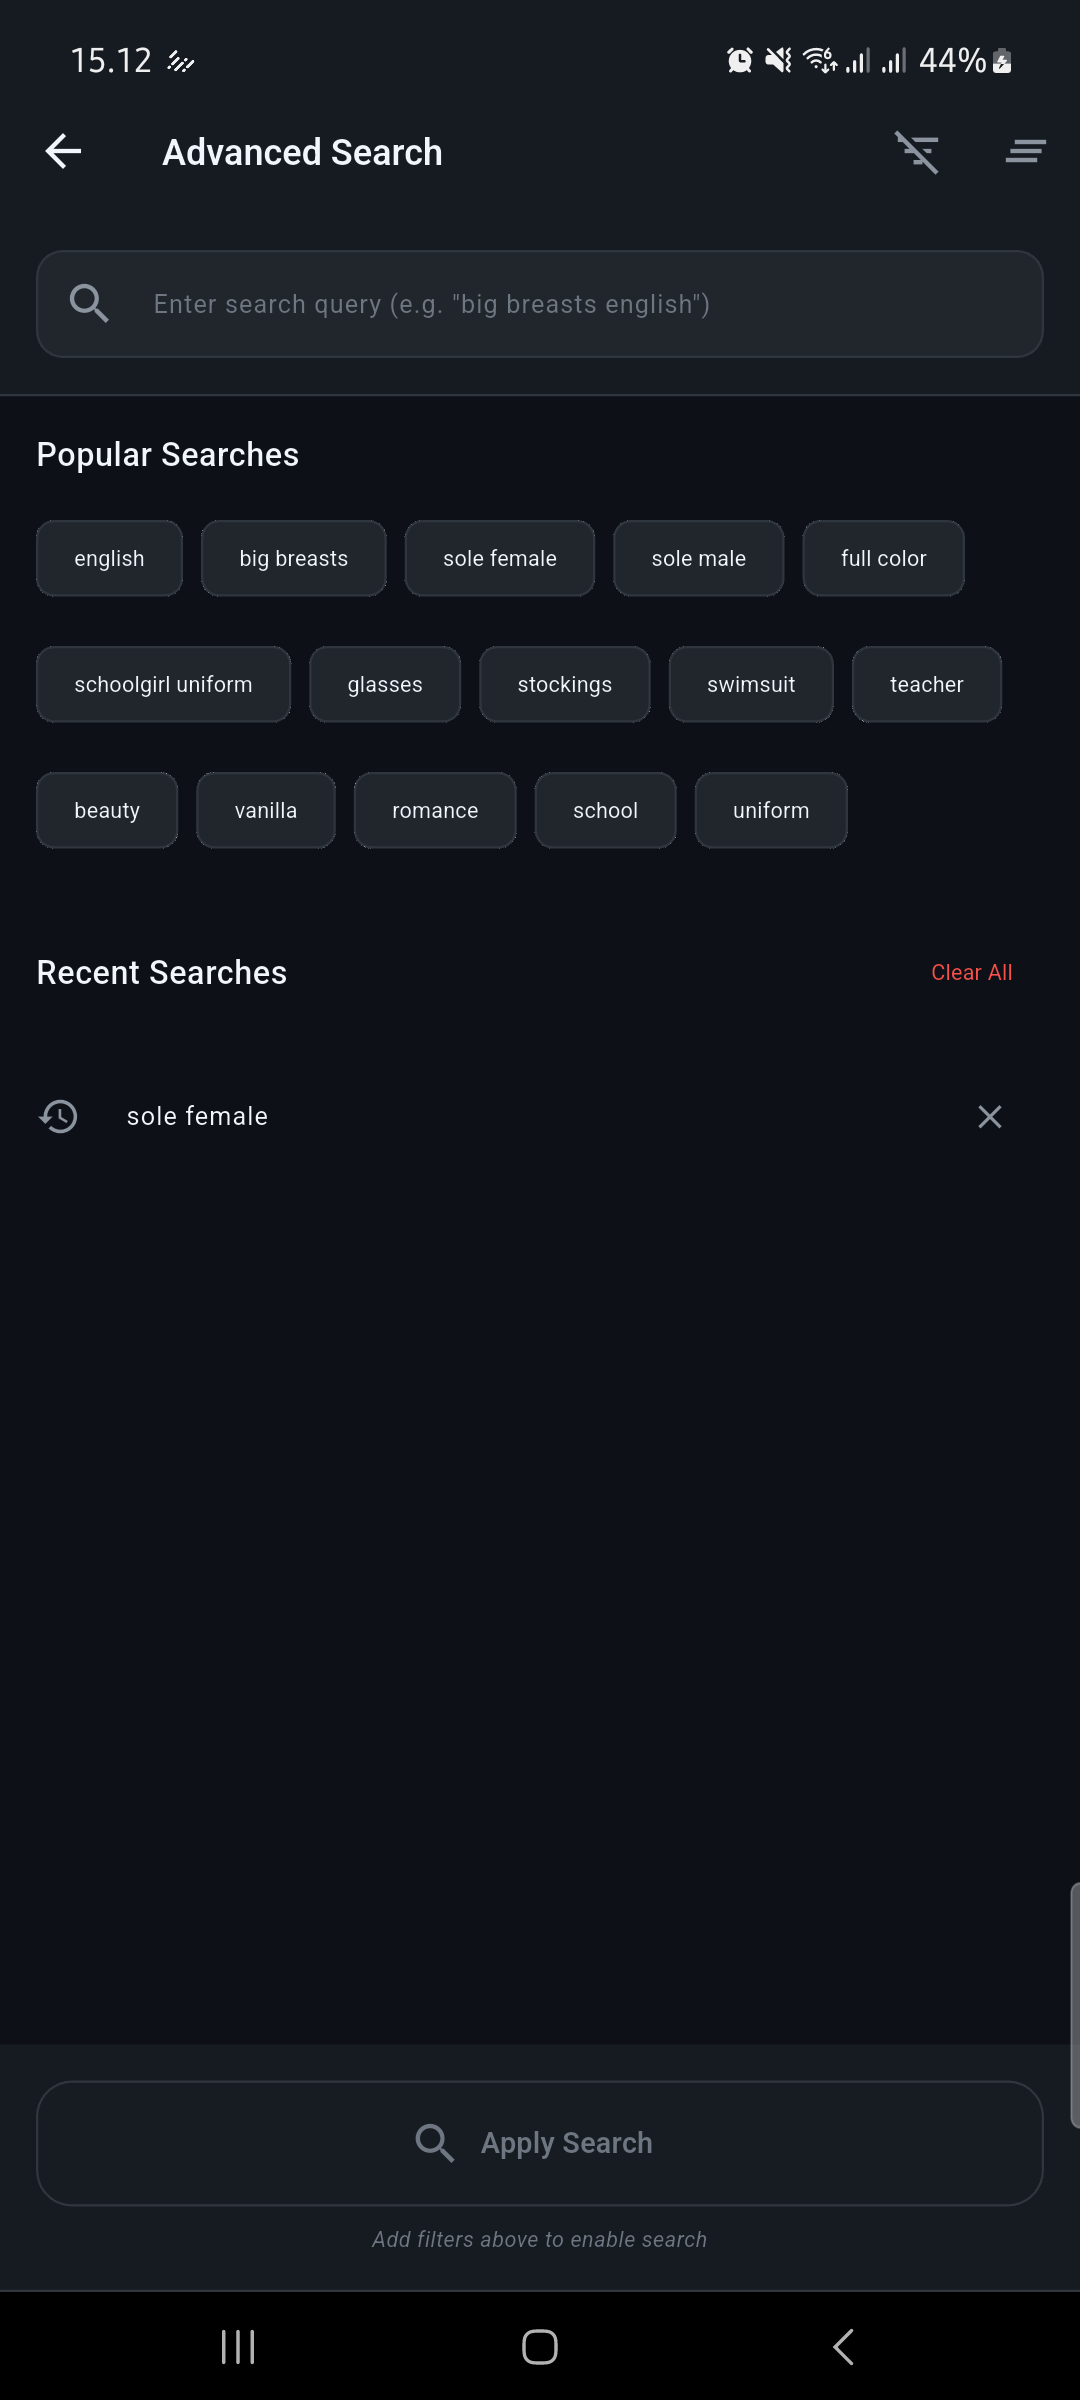 15.12
6
44%
Advanced Search
Enter search query (e.g. "big breasts english")
Popular Searches
english big breasts sole female sole male full color
schoolgirl uniform glasses stockings swimsuit teacher
beauty vanilla romance school uniform
Recent Searches Clear All
sole female
Apply Search
Add filters above to enable search